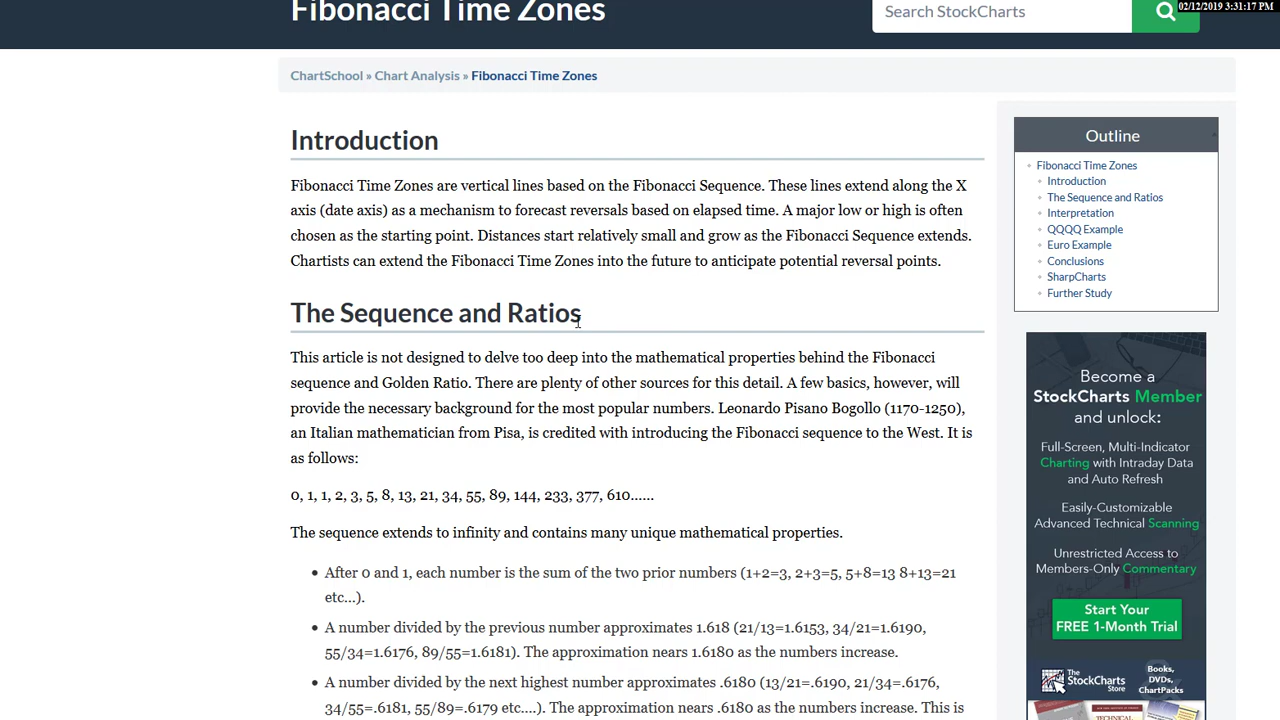 Fibonacci Time Zones
Search StockCharts
02/12/2019 3:31:17 PM
ChartSchool » Chart Analysis » Fibonacci Time Zones
Introduction
Fibonacci Time Zones are vertical lines based on the Fibonacci Sequence. These lines extend along the X
axis (date axis) as a mechanism to forecast reversals based on elapsed time. A major low or high is often
chosen as the starting point. Distances start relatively small and grow as the Fibonacci Sequence extends.
Chartists can extend the Fibonacci Time Zones into the future to anticipate potential reversal points.
The Sequence and Ratios
This article is not designed to delve too deep into the mathematical properties behind the Fibonacci
sequence and Golden Ratio. There are plenty of other sources for this detail. A few basics, however, will
provide the necessary background for the most popular numbers. Leonardo Pisano Bogollo (1170-1250),
an Italian mathematician from Pisa, is credited with introducing the Fibonacci sequence to the West. It is
as follows:
0, 1, 1, 2, 3, 5, 8, 13, 21, 34, 55, 89, 144, 233, 377, 610......
The sequence extends to infinity and contains many unique mathematical properties.
• After 0 and 1, each number is the sum of the two prior numbers (1+2=3, 2+3=5, 5+8=13 8+13=21
etc...).
• A number divided by the previous number approximates 1.618 (21/13=1.6153, 34/21=1.6190,
55/34=1.6176, 89/55=1.6181). The approximation nears 1.6180 as the numbers increase.
• A number divided by the next highest number approximates .6180 (13/21=.6190, 21/34=.6176,
34/55=.6181, 55/89=.6179 etc....). The approximation nears .6180 as the numbers increase. This is
Outline
Fibonacci Time Zones
Introduction
The Sequence and Ratios
Interpretation
QQQQ Example
Euro Example
Conclusions
SharpCharts
Further Study
Become a
StockCharts Member
and unlock:
Full-Screen, Multi-Indicator
Charting with Intraday Data
and Auto Refresh
Easily-Customizable
Advanced Technical Scanning
Unrestricted Access to
Members-Only Commentary
Start Your
FREE 1-Month Trial
The
StockCharts
Store
Books,
DVDs,
ChartPacks
TECHNICAL